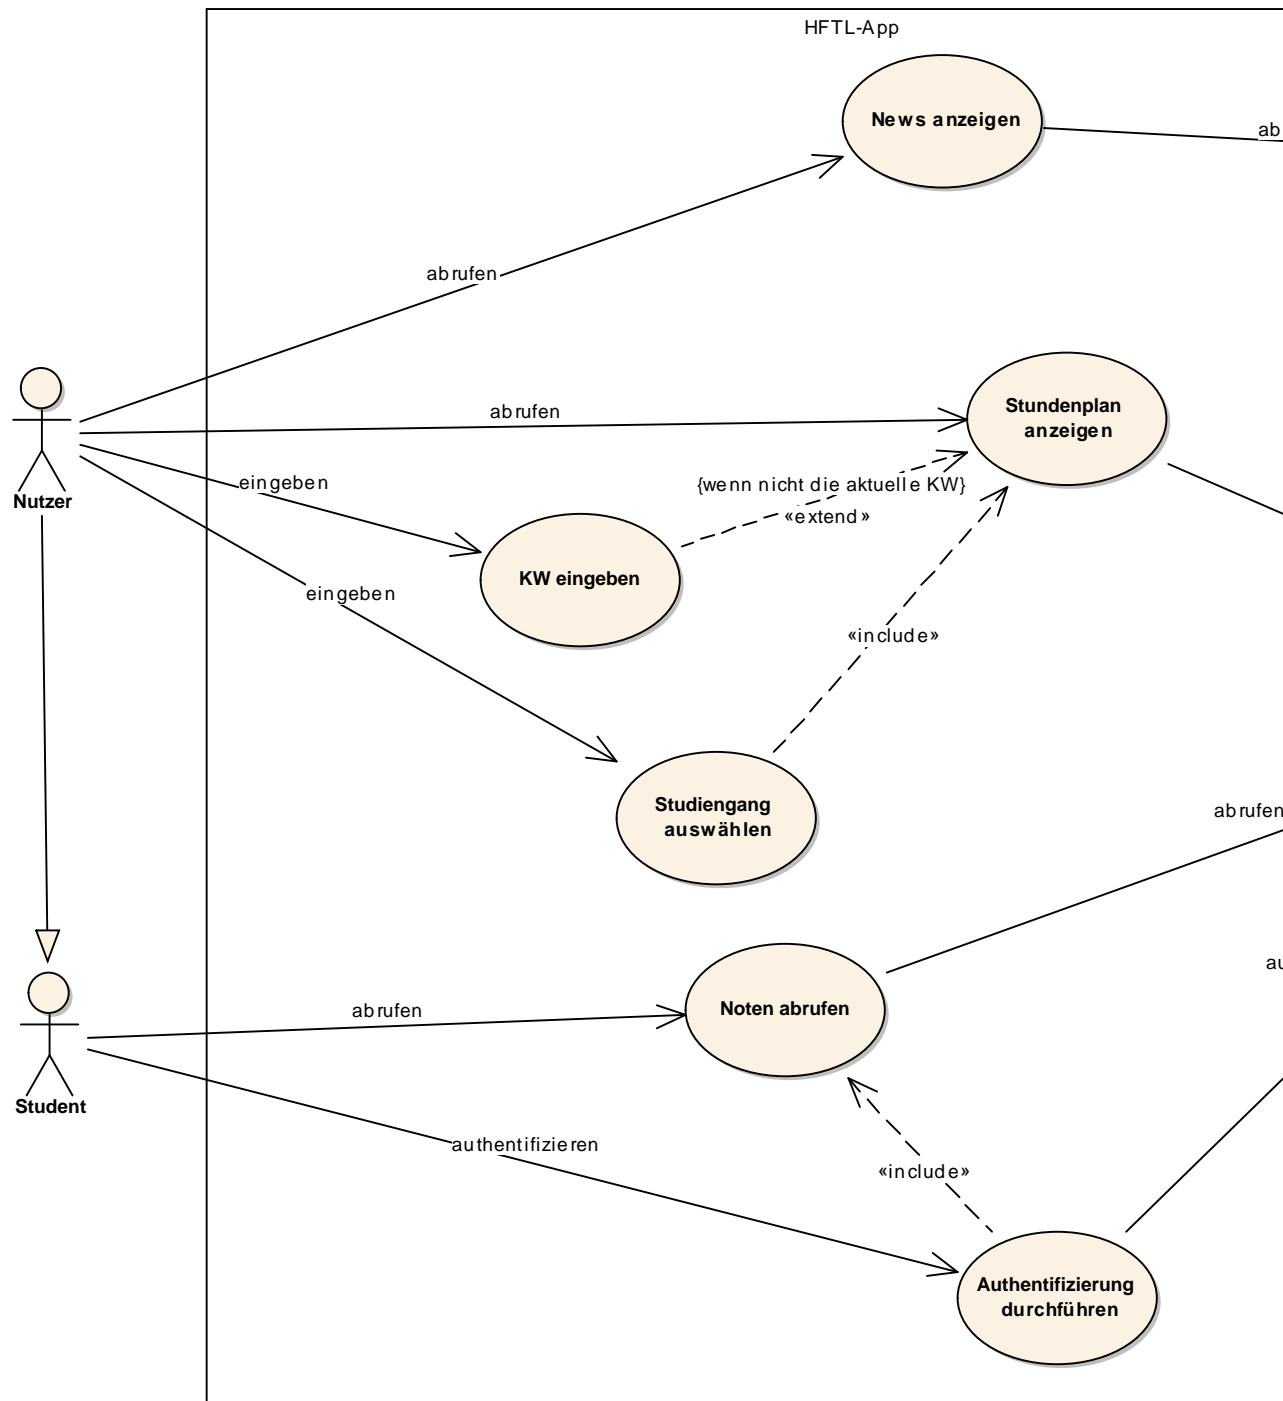 HFTL-App
News anzeigen
ab
abrufen
Stundenplan
anzeigen
abrufen
eingeben
{wenn nicht die aktuelle KW}
«extend»
Nutzer
KW eingeben
eingeben
«include»
Studiengang
auswählen
abrufen
au
Noten abrufen
abrufen
Student
authentifizieren
«include»
Authentifizierung
durchführen